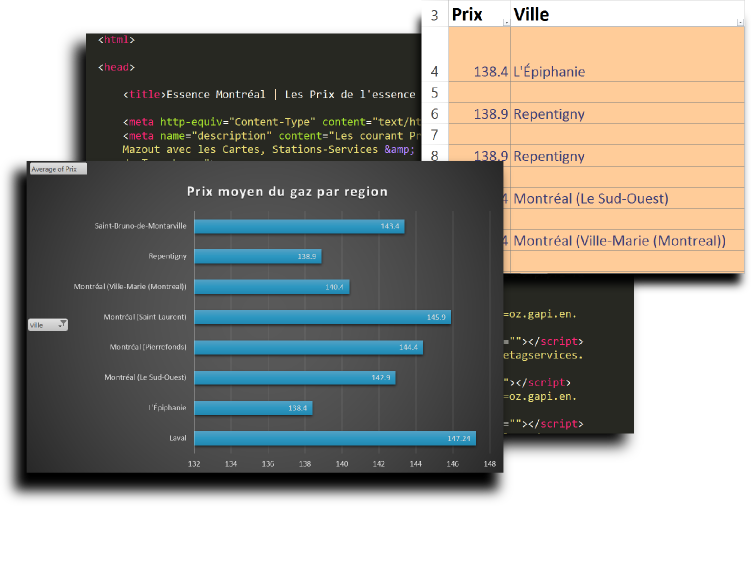 <html>
<head>
<title>Essence Montréal | Les Prix de l'essence
<meta http-equiv="Content-Type" content="text/ht
<meta name="description" content="Les courant Pr
Mazout avec les Cartes, Stations-Services &amp;
3 Prix Ville
4 138.4 L'Épiphanie
5
6 138.9 Repentigny
7
8 138.9 Repentigny
4 Montréal (Le Sud-Ouest)
4 Montréal (Ville-Marie (Montreal))
Average of Prix
Prix moyen du gaz par region
Saint-Bruno-de-Montarville 143.4
Repentigny 138.9
Montréal (Ville-Marie (Montreal)) 140.4
Montréal (Saint Laurent) 145.9
Montréal (Pierrefonds) 144.4
Montréal (Le Sud-Ouest) 142.9
L'Épiphanie 138.4
Laval 147.24
Ville
132 134 136 138 140 142 144 146 148
=oz.gapi.en.
=""></script>
etagservices.
"></script>
=oz.gapi.en.
=""></script>